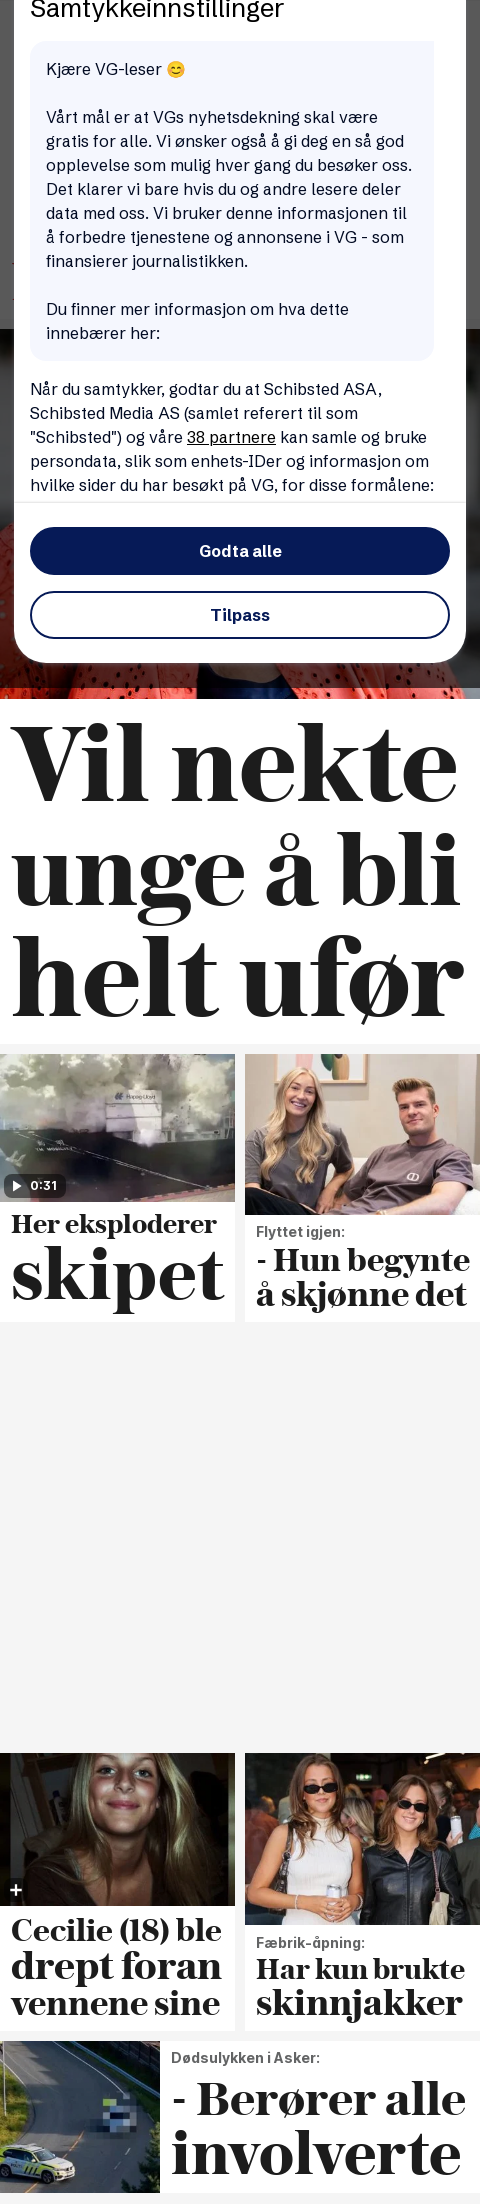 Samtykkeinnstillinger
Kjære VG-leser 😊
Vårt mål er at VGs nyhetsdekning skal være
gratis for alle. Vi ønsker også å gi deg en så god
opplevelse som mulig hver gang du besøker oss.
Det klarer vi bare hvis du og andre lesere deler
data med oss. Vi bruker denne informasjonen til
å forbedre tjenestene og annonsene i VG - som
finansierer journalistikken.
Du finner mer informasjon om hva dette
innebærer her:
Når du samtykker, godtar du at Schibsted ASA,
Schibsted Media AS (samlet referert til som
"Schibsted") og våre 38 partnere kan samle og bruke
persondata, slik som enhets-IDer og informasjon om
hvilke sider du har besøkt på VG, for disse formålene:
Godta alle
Tilpass
Vil nekte
unge å bli
helt ufør
Hapag-Lloyd
YM MOBILITY
0:31
Her eksploderer
skipet
Flyttet igjen:
- Hun begynte
å skjønne det
Cecilie (18) ble
drept foran
vennene sine
Fæbrik-åpning:
Har kun brukte
skinnjakker
Dødsulykken i Asker:
- Berører alle
involverte